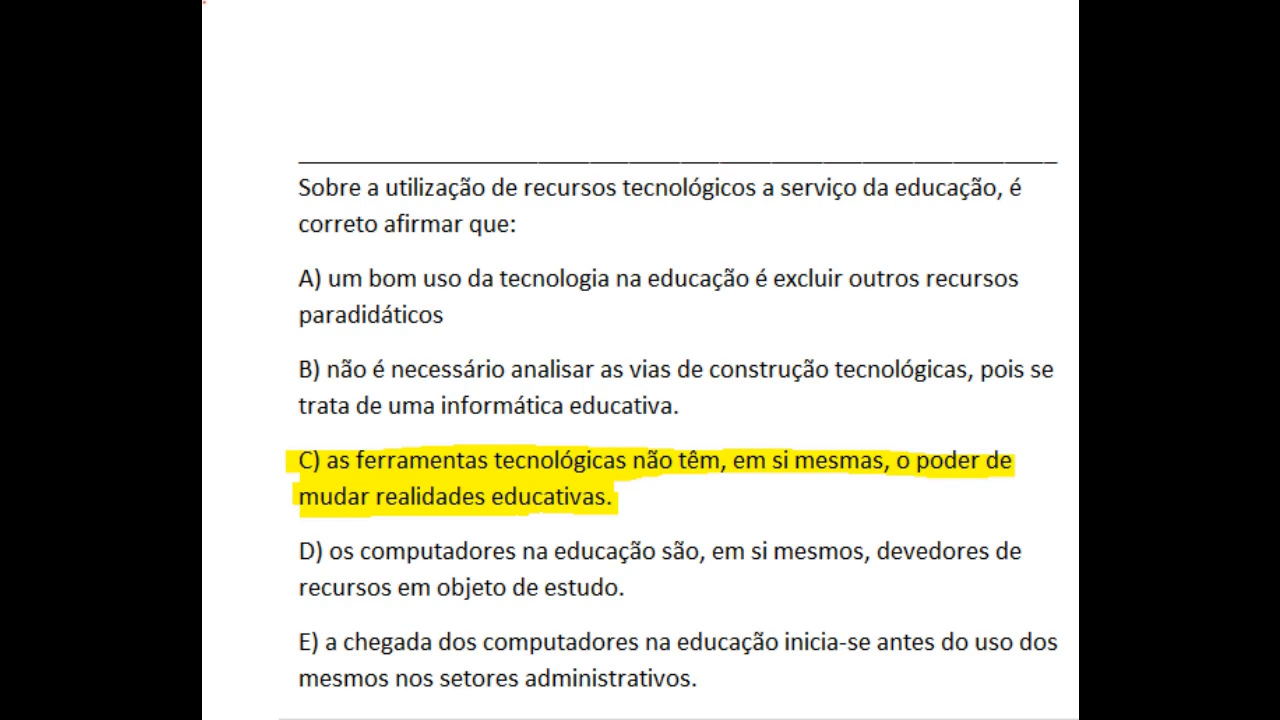 Sobre a utilização de recursos tecnológicos a serviço da educação, é
correto afirmar que:
A) um bom uso da tecnologia na educação é excluir outros recursos
paradidáticos
B) não é necessário analisar as vias de construção tecnológicas, pois se
trata de uma informática educativa.
C) as ferramentas tecnológicas não têm, em si mesmas, o poder de
mudar realidades educativas.
D) os computadores na educação são, em si mesmos, devedores de
recursos em objeto de estudo.
E) a chegada dos computadores na educação inicia-se antes do uso dos
mesmos nos setores administrativos.